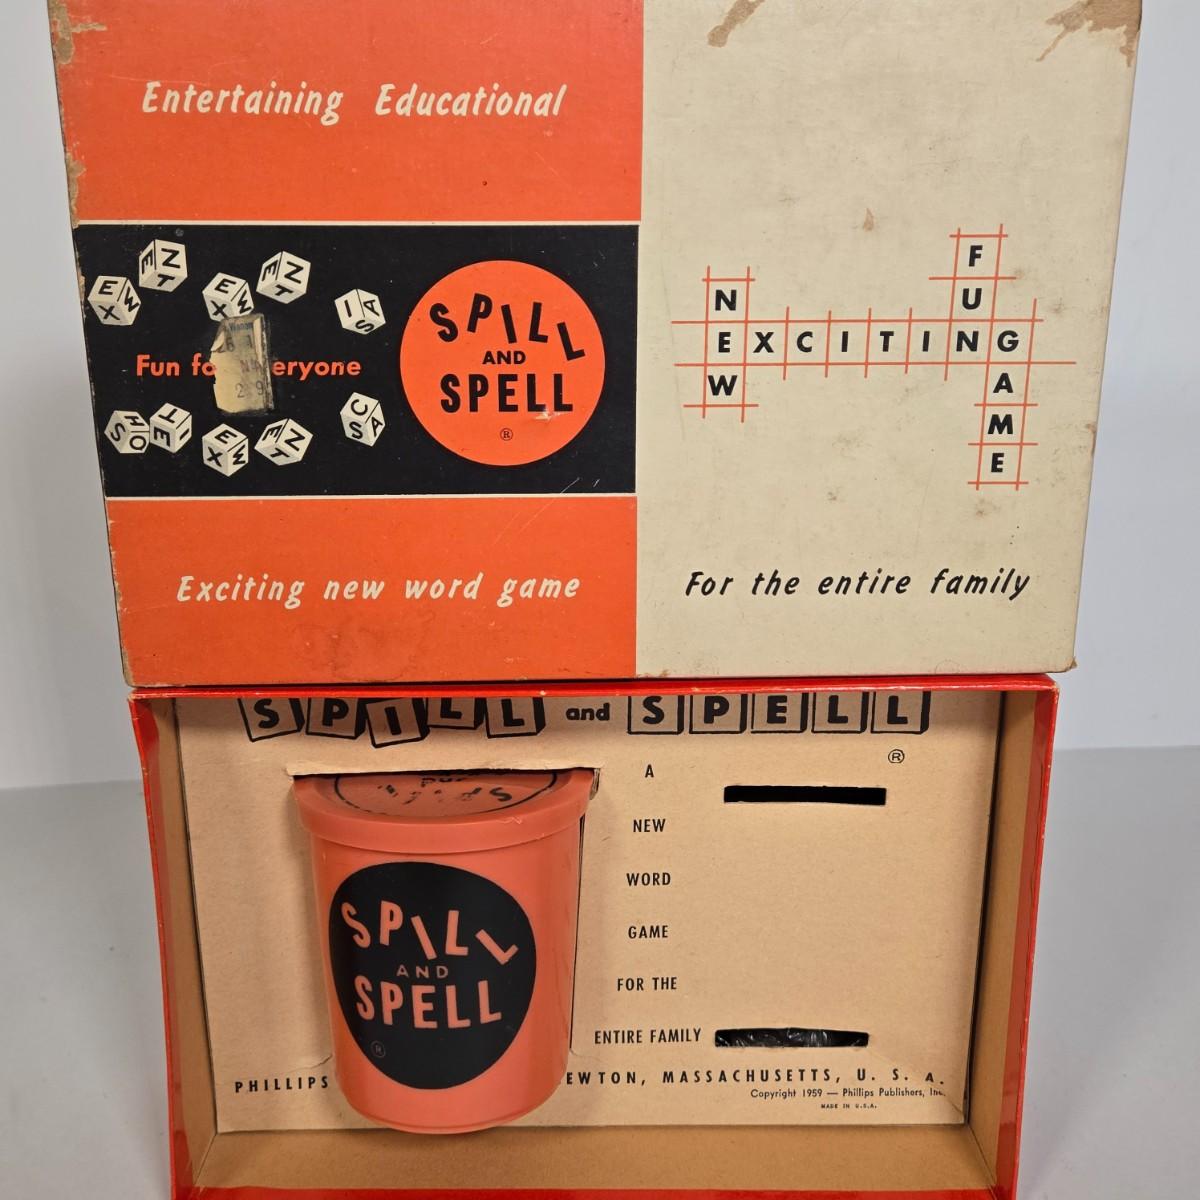 Entertaining Educational
SPILL
AND
SPELL
®
Fun fo eryone
Exciting new word game
F
U
NEW
EXCITING
GAME
For the entire family
SPILL and SPELL
®
A
NEW
WORD
GAME
FOR THE
ENTIRE FAMILY
SPILL
AND
SPELL
®
PHILLIPS EWTON, MASSACHUSETTS, U. S. A.
Copyright 1959 — Phillips Publishers, Inc.
MADE IN U.S.A.